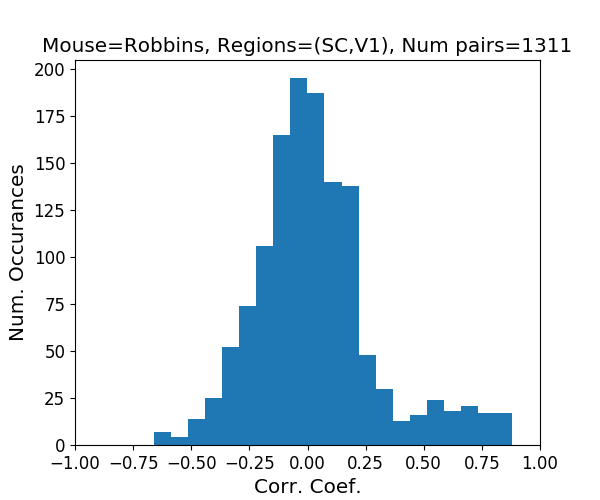 Mouse=Robbins, Regions=(SC,V1), Num pairs=1311
200
175
150
125
100
75
50
25
0
Num. Occurances
−1.00 −0.75 −0.50 −0.25 0.00 0.25 0.50 0.75 1.00
Corr. Coef.